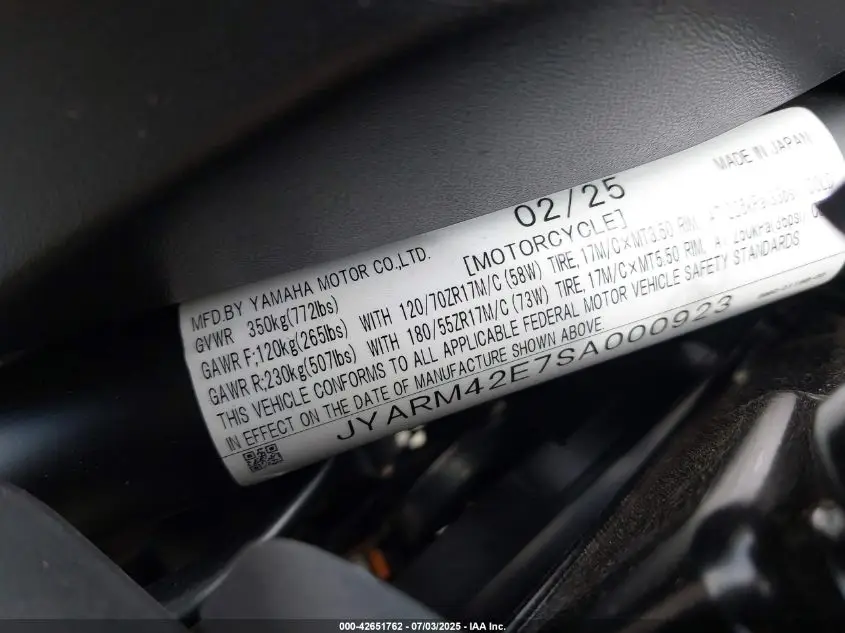 MADE IN JAPAN
02/25
MFD.BY YAMAHA MOTOR CO.,LTD.
[MOTORCYCLE]
GVWR 350kg(772lbs)
GAWR F:120kg(265lbs) WITH 120/70ZR17M/C (58W) TIRE, 17M/C×MT3.50 RIM,
GAWR R:230kg(507lbs) WITH 180/55ZR17M/C (73W) TIRE, 17M/C×MT5.50 RIM,
THIS VEHICLE CONFORMS TO ALL APPLICABLE FEDERAL MOTOR VEHICLE SAFETY STANDARDS
IN EFFECT ON THE DATE OF MANUFACTURE SHOWN ABOVE:
JYARM42E7SA000923
000-42651762 - 07/03/2025 - IAA Inc.